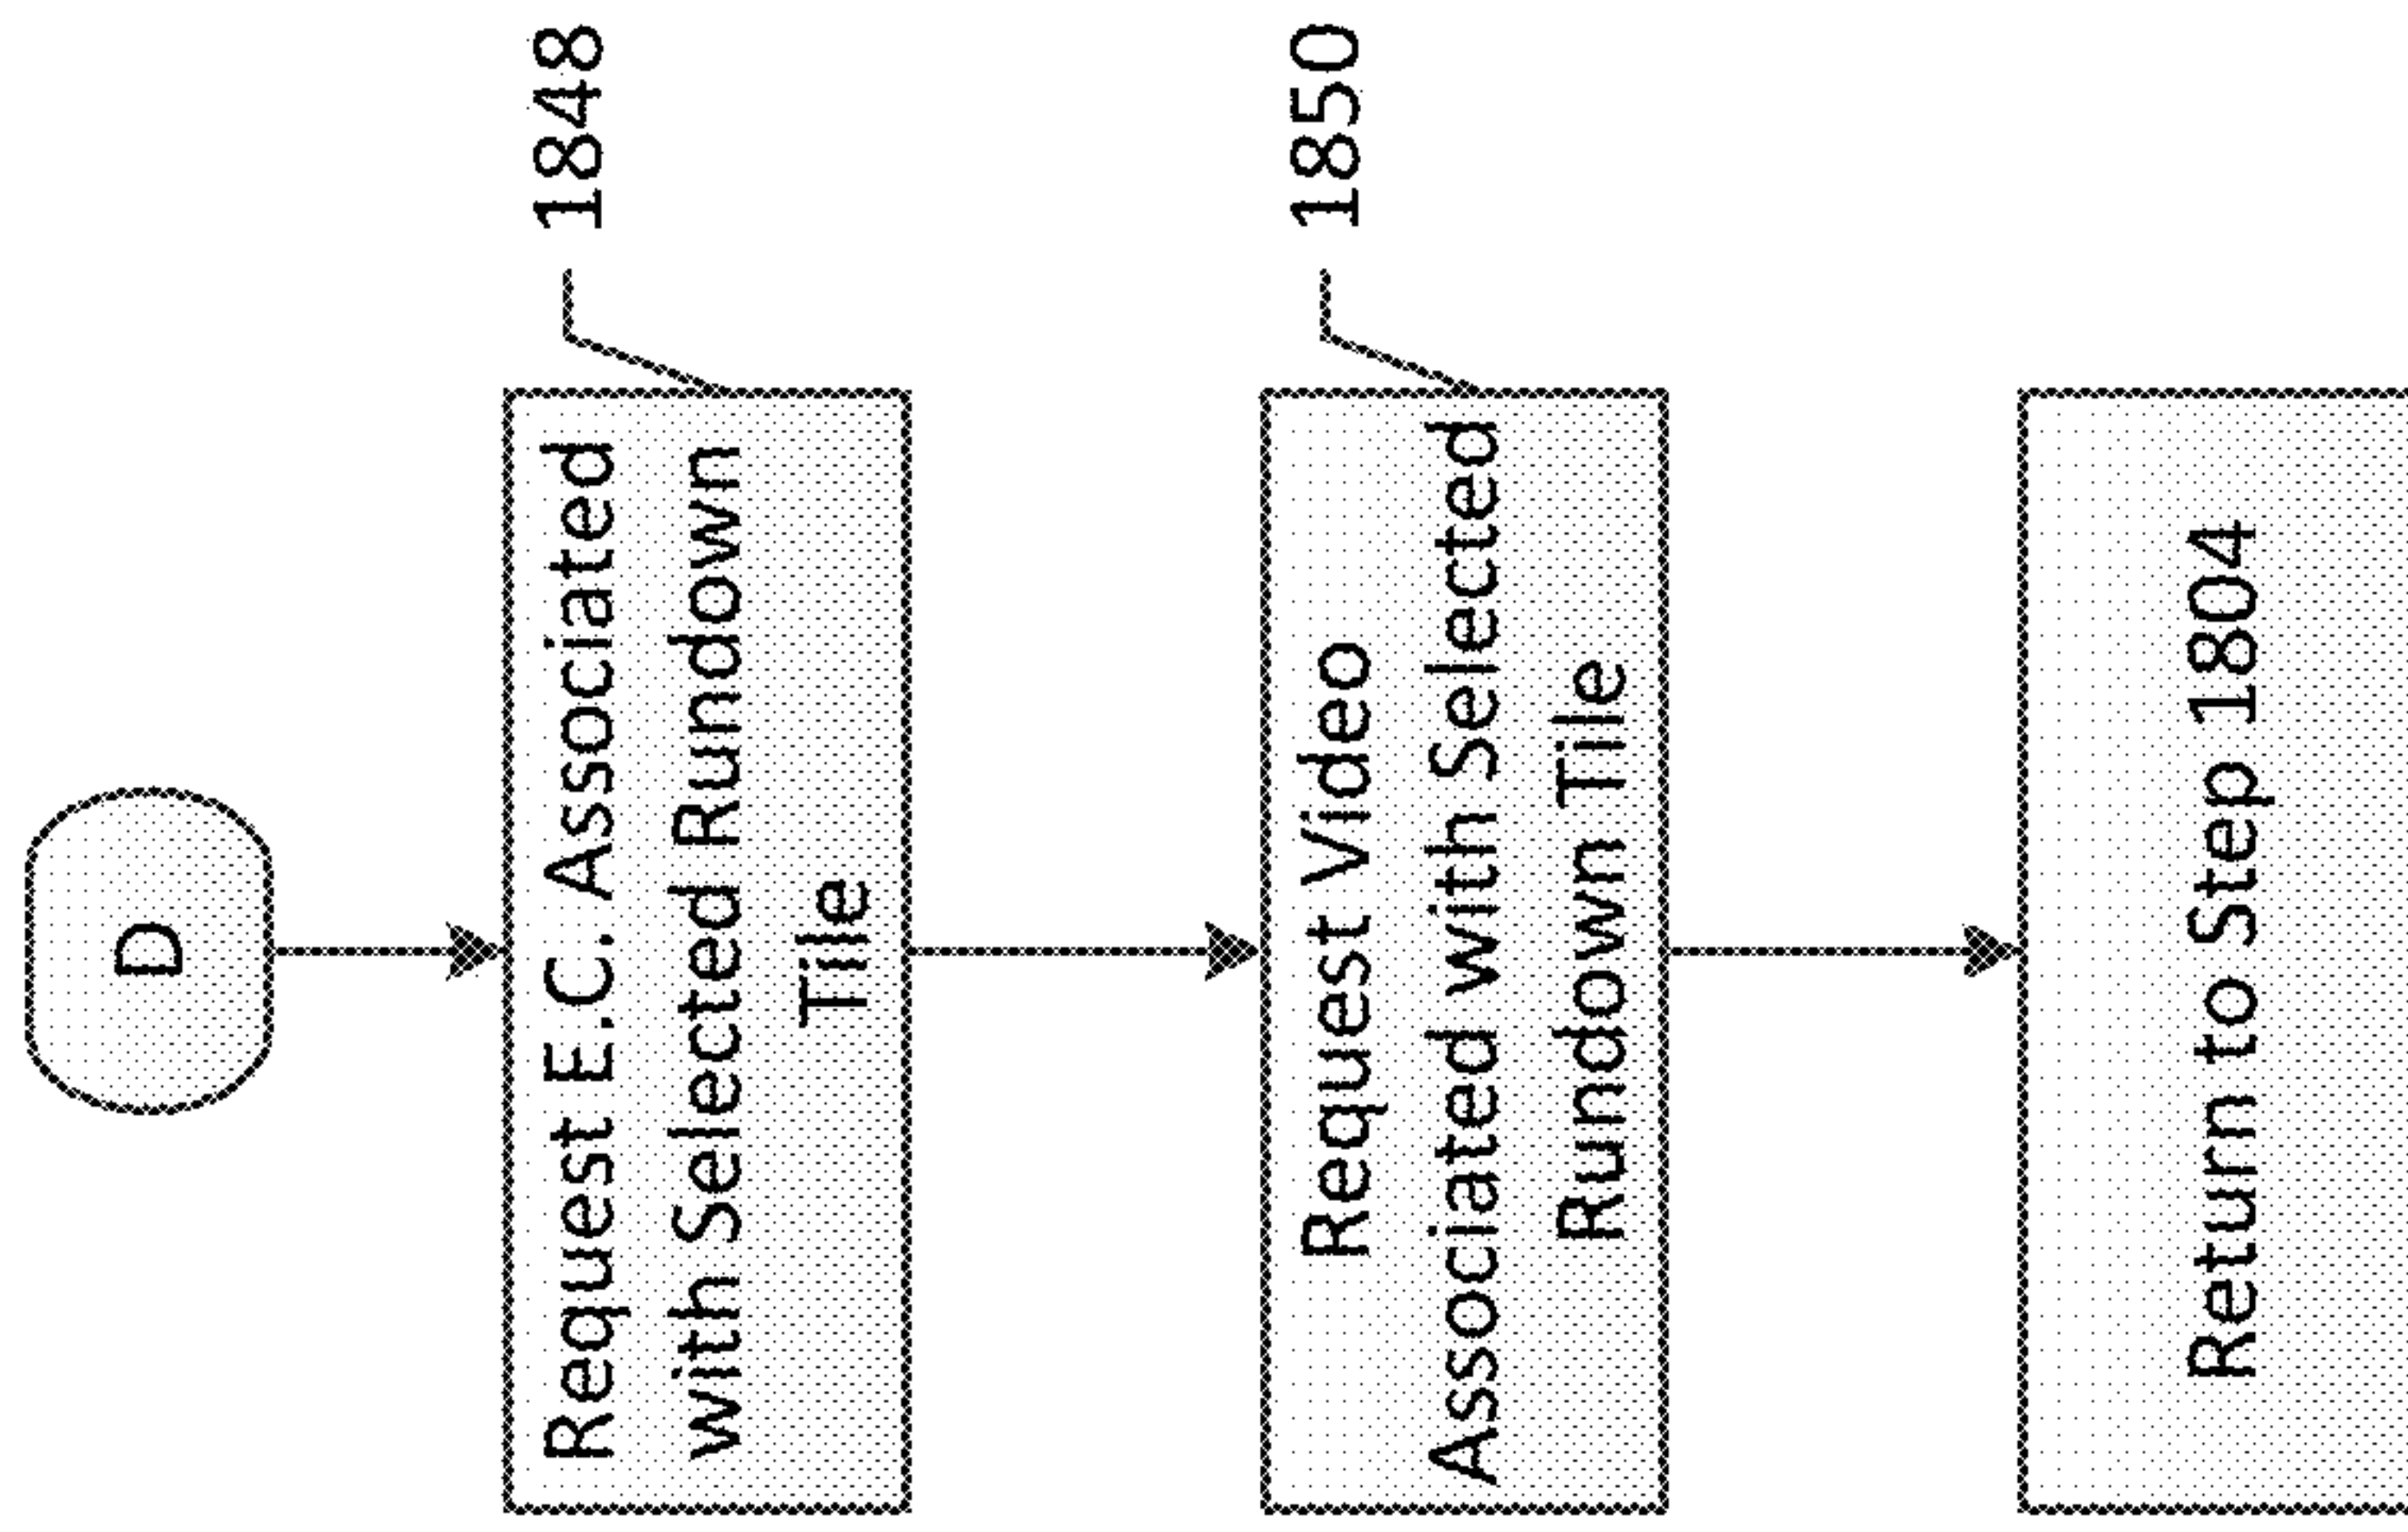 D
Request E.C. Associated
with Selected Rundown
Tile
1848
Request Video
Associated with Selected
Rundown Tile
1850
Return to Step 1804